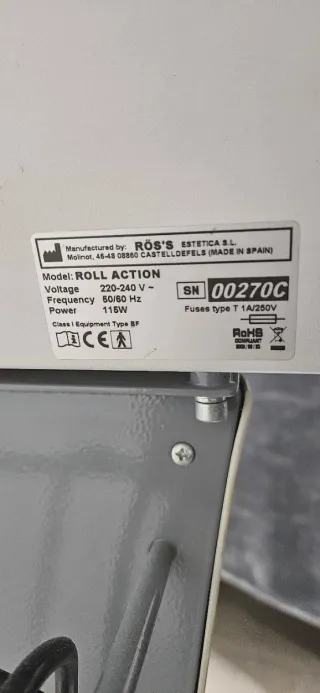 Manufactured by: RÖS'S ESTETICA S.L.
Molinot, 46-48 08860 CASTELLDEFELS (MADE IN SPAIN)
Model: ROLL ACTION
Voltage 220-240 V ~
Frequency 50/60 Hz
Power 115W
SN 00270C
Fuses type T 1A/250V
Class I Equipment Type BF
CE
RoHS
COMPLIANT